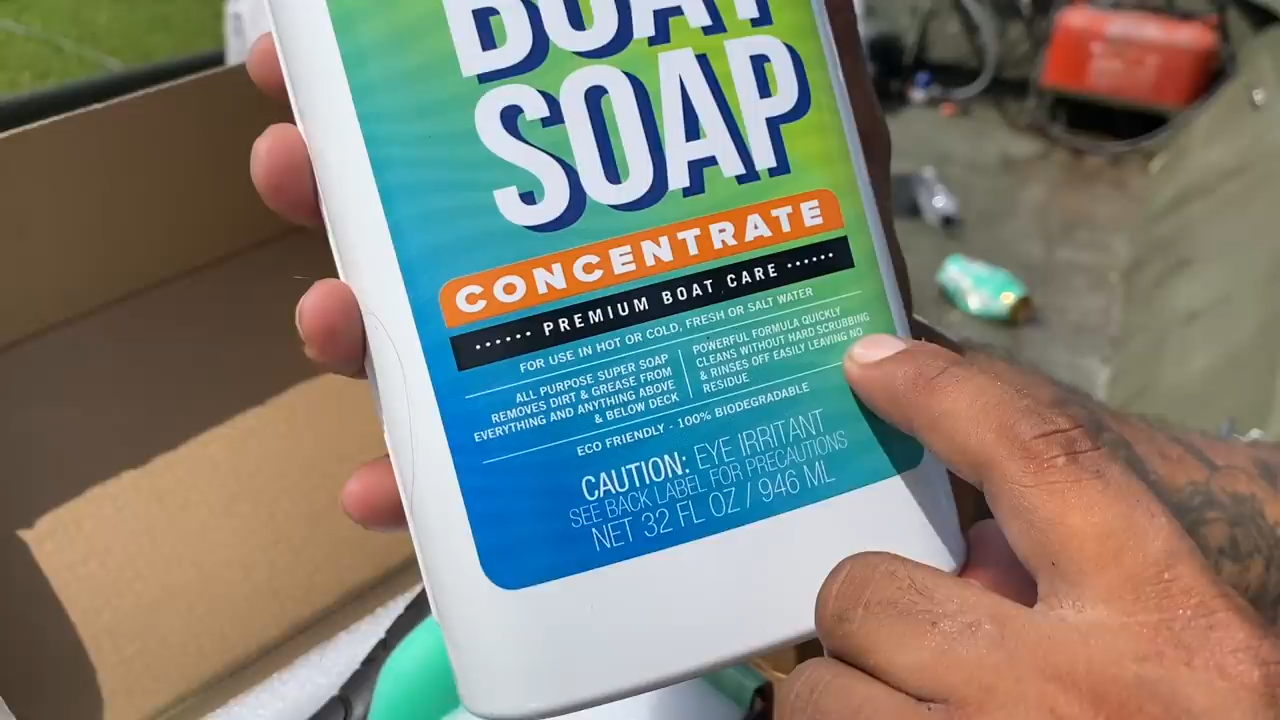 BOAT
SOAP
CONCENTRATE
PREMIUM BOAT CARE
FOR USE IN HOT OR COLD, FRESH OR SALT WATER
ALL PURPOSE SUPER SOAP
REMOVES DIRT & GREASE FROM
EVERYTHING AND ANYTHING ABOVE
& BELOW DECK
POWERFUL FORMULA QUICKLY
CLEANS WITHOUT HARD SCRUBBING
& RINSES OFF EASILY LEAVING NO
RESIDUE
ECO FRIENDLY - 100% BIODEGRADABLE
CAUTION: EYE IRRITANT
SEE BACK LABEL FOR PRECAUTIONS
NET 32 FL OZ / 946 ML